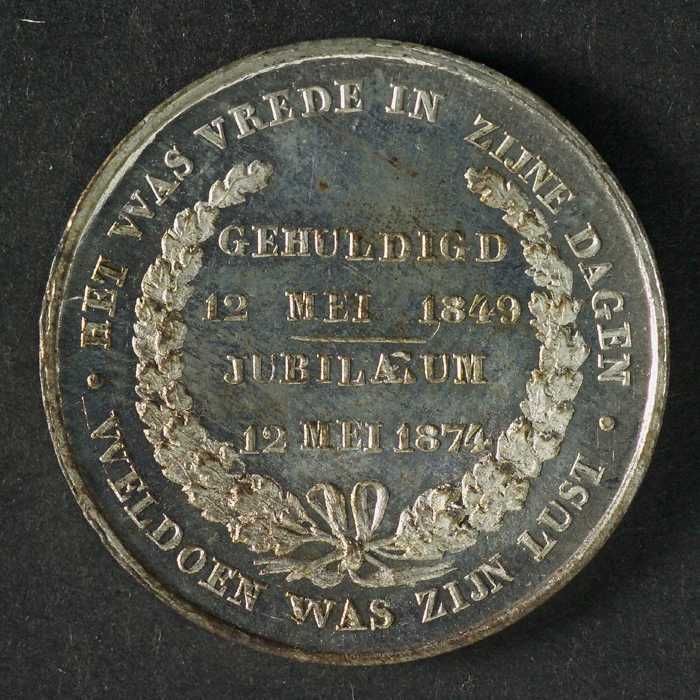 • HET WAS VREDE IN ZIJNE DAGEN •
WELDOEN WAS ZIJN LUST
GEHULDIGD
12 MEI 1849
JUBILÆUM
12 MEI 1874